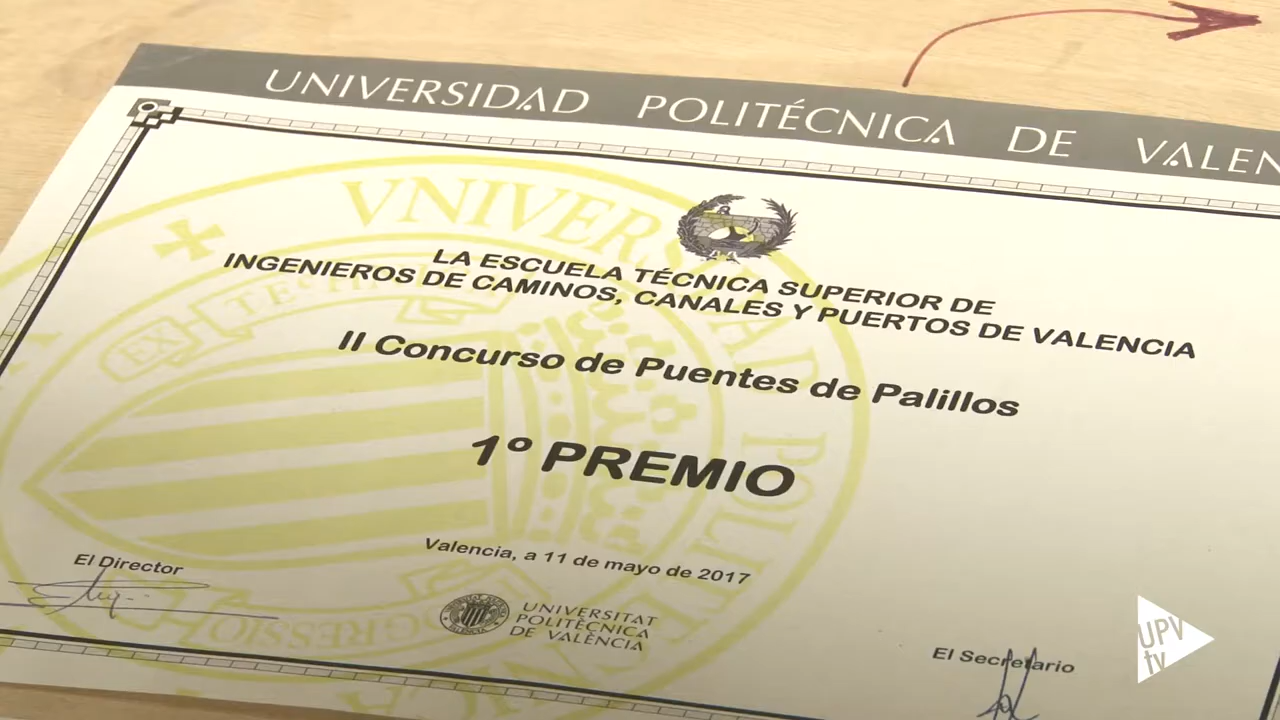 UNIVERSIDAD POLITÉCNICA DE VALEN
VNIVERS
LA ESCUELA TÉCNICA SUPERIOR DE
INGENIEROS DE CAMINOS, CANALES Y PUERTOS DE VALENCIA
II Concurso de Puentes de Palillos
1º PREMIO
Valencia, a 11 de mayo de 2017
El Director
UNIVERSITAT
POLITÈCNICA
DE VALÈNCIA
El Secretario
UPV
tv